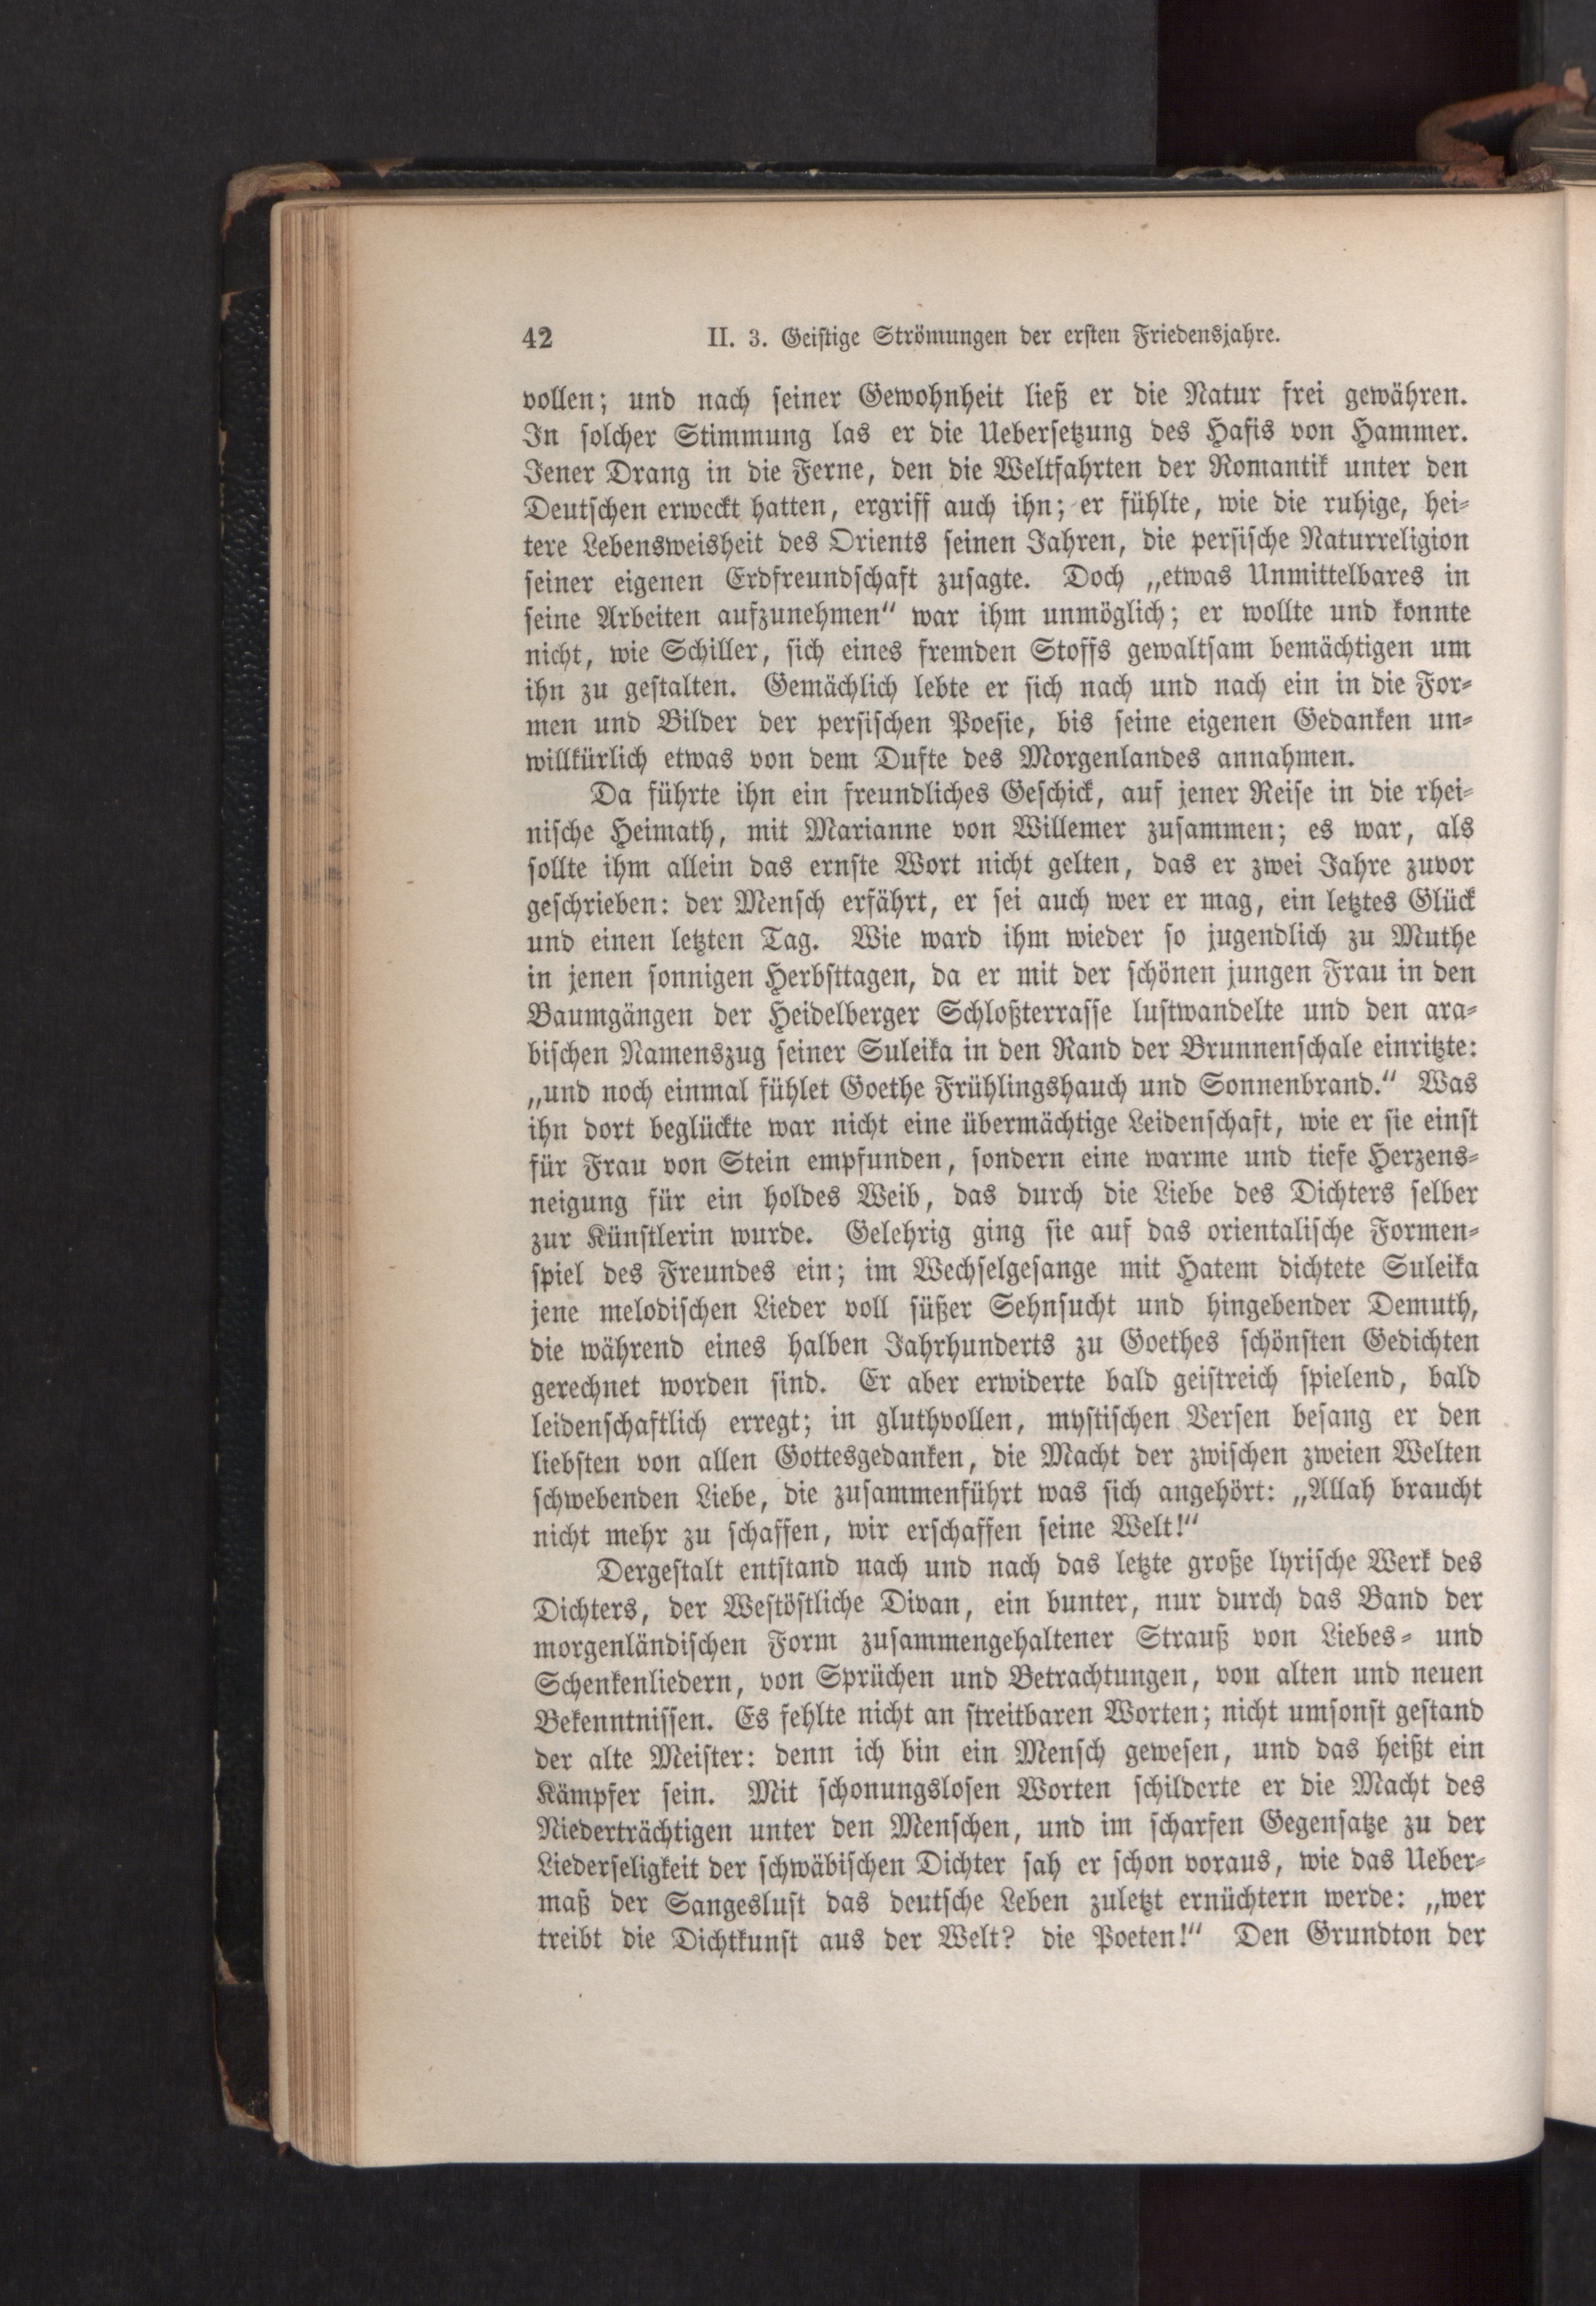 42 II. 3. Geistige Strömungen der ersten Friedensjahre.
vollen; und nach seiner Gewohnheit ließ er die Natur frei gewähren.
In solcher Stimmung las er die Uebersetzung des Hafis von Hammer.
Jener Drang in die Ferne, den die Weltfahrten der Romantik unter den
Deutschen erweckt hatten, ergriff auch ihn; er fühlte, wie die ruhige, hei-
tere Lebensweisheit des Orients seinen Jahren, die persische Naturreligion
seiner eigenen Erdfreundschaft zusagte. Doch „etwas Unmittelbares in
seine Arbeiten aufzunehmen“ war ihm unmöglich; er wollte und konnte
nicht, wie Schiller, sich eines fremden Stoffs gewaltsam bemächtigen um
ihn zu gestalten. Gemächlich lebte er sich nach und nach ein in die For-
men und Bilder der persischen Poesie, bis seine eigenen Gedanken un-
willkürlich etwas von dem Dufte des Morgenlandes annahmen.
Da führte ihn ein freundliches Geschick, auf jener Reise in die rhei-
nische Heimath, mit Marianne von Willemer zusammen; es war, als
sollte ihm allein das ernste Wort nicht gelten, das er zwei Jahre zuvor
geschrieben: der Mensch erfährt, er sei auch wer er mag, ein letztes Glück
und einen letzten Tag. Wie ward ihm wieder so jugendlich zu Muthe
in jenen sonnigen Herbsttagen, da er mit der schönen jungen Frau in den
Baumgängen der Heidelberger Schloßterrasse lustwandelte und den ara-
bischen Namenszug seiner Suleika in den Rand der Brunnenschale einritzte:
„und noch einmal fühlet Goethe Frühlingshauch und Sonnenbrand.“ Was
ihn dort beglückte war nicht eine übermächtige Leidenschaft, wie er sie einst
für Frau von Stein empfunden, sondern eine warme und tiefe Herzens-
neigung für ein holdes Weib, das durch die Liebe des Dichters selber
zur Künstlerin wurde. Gelehrig ging sie auf das orientalische Formen-
spiel des Freundes ein; im Wechselgesange mit Hatem dichtete Suleika
jene melodischen Lieder voll süßer Sehnsucht und hingebender Demuth,
die während eines halben Jahrhunderts zu Goethes schönsten Gedichten
gerechnet worden sind. Er aber erwiderte bald geistreich spielend, bald
leidenschaftlich erregt; in gluthvollen, mystischen Versen besang er den
liebsten von allen Gottesgedanken, die Macht der zwischen zweien Welten
schwebenden Liebe, die zusammenführt was sich angehört: „Allah braucht
nicht mehr zu schaffen, wir erschaffen seine Welt!“
Dergestalt entstand nach und nach das letzte große lyrische Werk des
Dichters, der Westöstliche Divan, ein bunter, nur durch das Band der
morgenländischen Form zusammengehaltener Strauß von Liebes- und
Schenkenliedern, von Sprüchen und Betrachtungen, von alten und neuen
Bekenntnissen. Es fehlte nicht an streitbaren Worten; nicht umsonst gestand
der alte Meister: denn ich bin ein Mensch gewesen, und das heißt ein
Kämpfer sein. Mit schonungslosen Worten schilderte er die Macht des
Niederträchtigen unter den Menschen, und im scharfen Gegensatze zu der
Liederseligkeit der schwäbischen Dichter sah er schon voraus, wie das Ueber-
maß der Sangeslust das deutsche Leben zuletzt ernüchtern werde: „wer
treibt die Dichtkunst aus der Welt? die Poeten!“ Den Grundton der